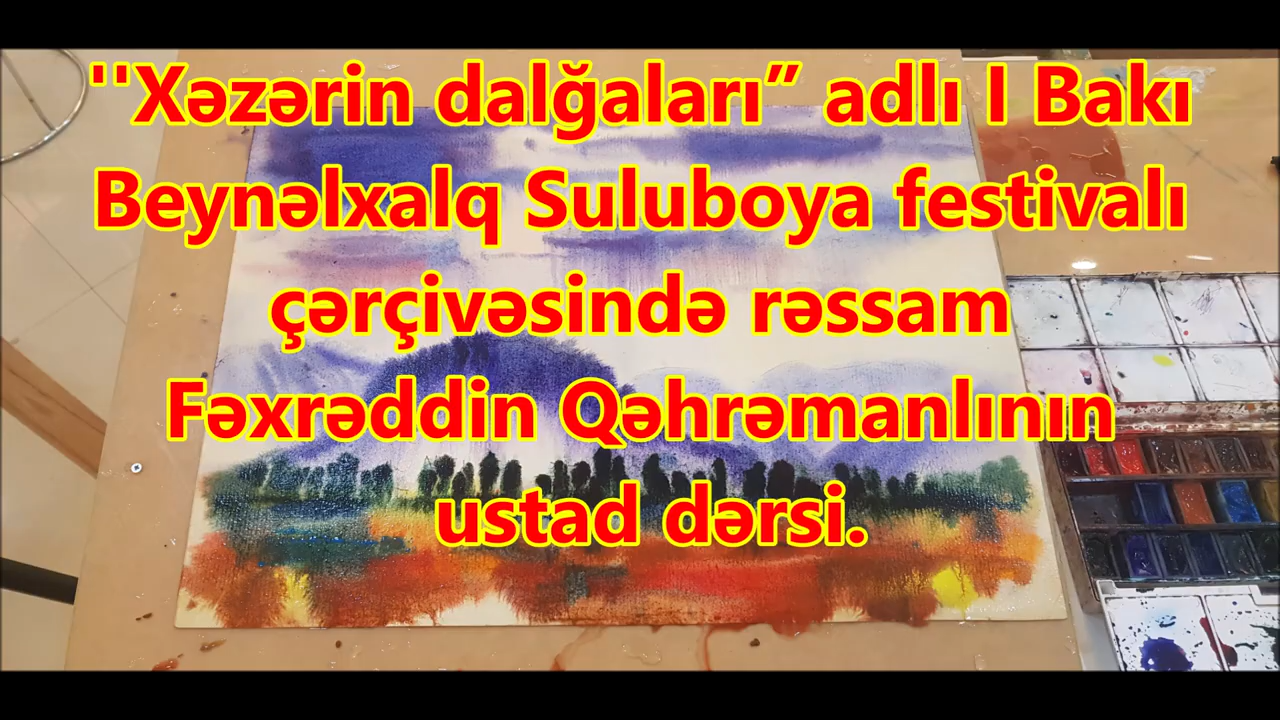 ''Xəzərin dalğaları” adlı I Bakı
Beynəlxalq Suluboya festivalı
çərçivəsində rəssam
Fəxrəddin Qəhrəmanlının
ustad dərsi.